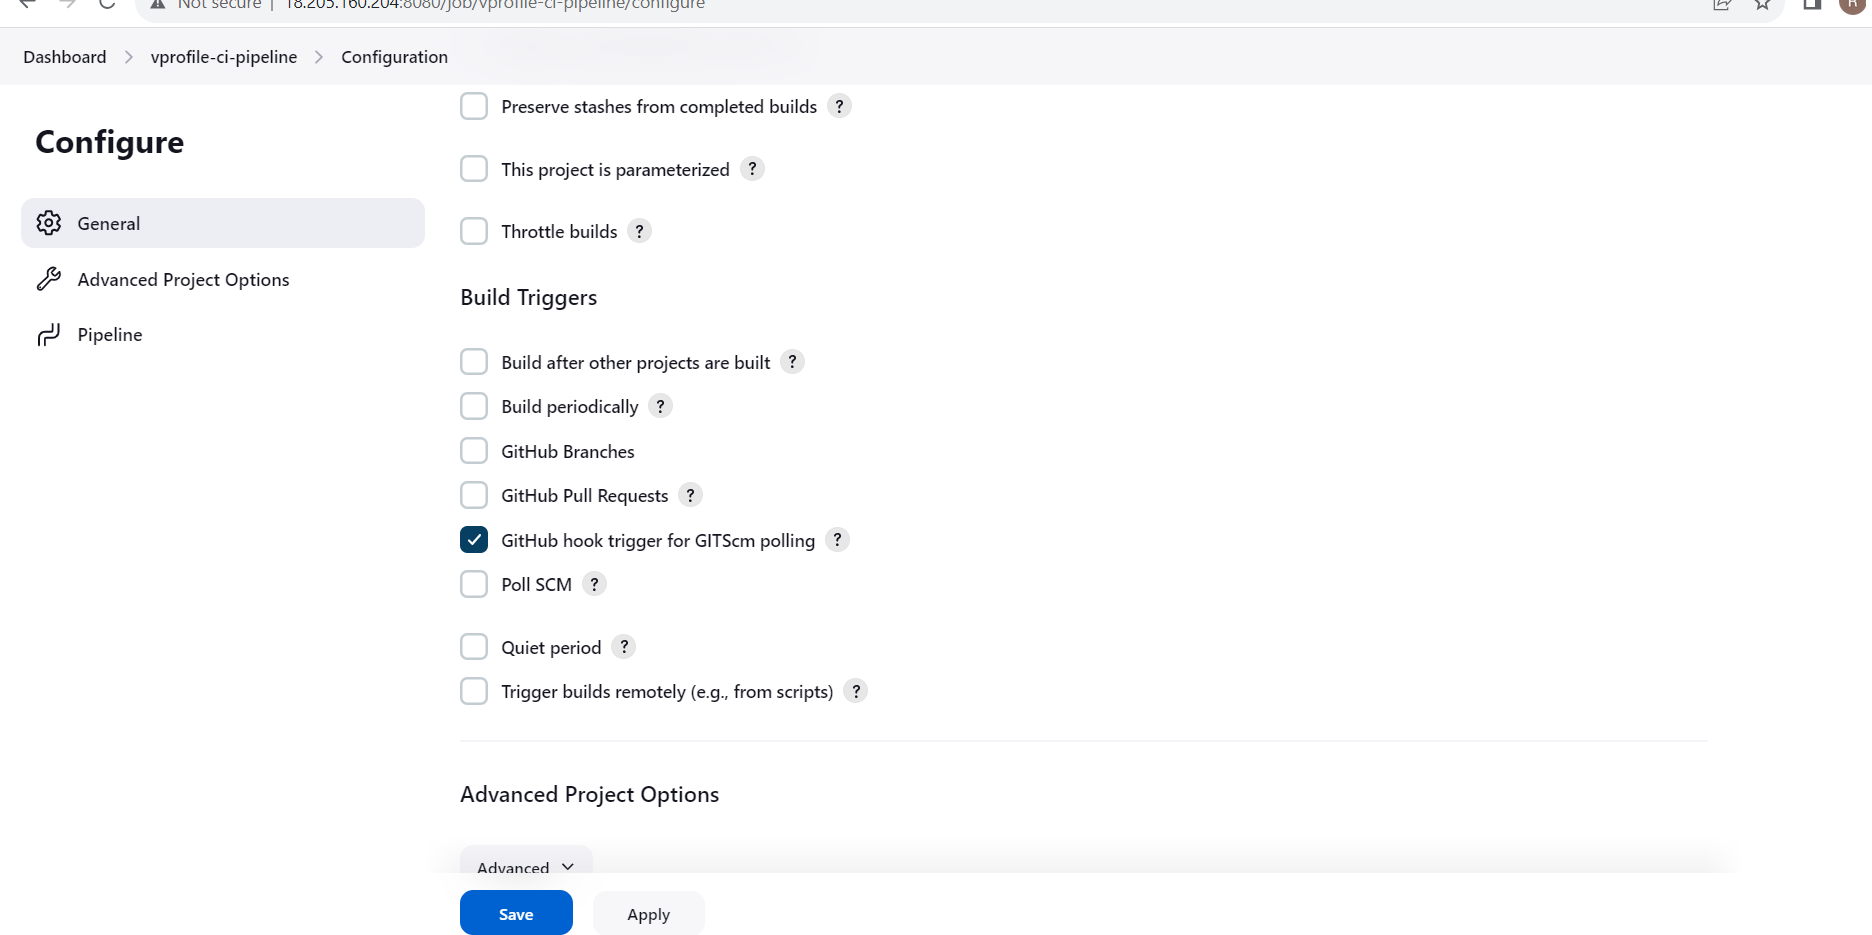 Not secure | 18.205.160.204:8080/job/vprofile-ci-pipeline/configure
R
Dashboard > vprofile-ci-pipeline > Configuration
Configure
General
Advanced Project Options
Pipeline
Preserve stashes from completed builds ?
This project is parameterized ?
Throttle builds ?
Build Triggers
Build after other projects are built ?
Build periodically ?
GitHub Branches
GitHub Pull Requests ?
GitHub hook trigger for GITScm polling ?
Poll SCM ?
Quiet period ?
Trigger builds remotely (e.g., from scripts) ?
Advanced Project Options
Advanced
Save
Apply